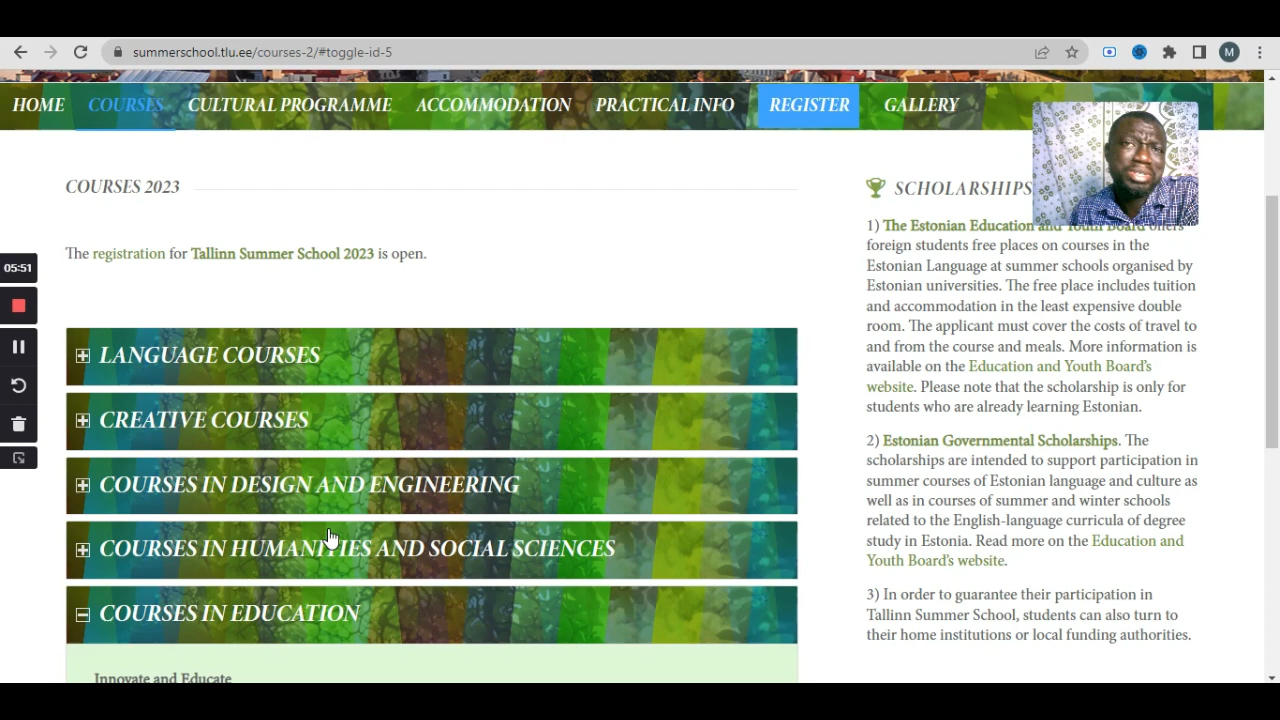 summerschool.tlu.ee/courses-2/#toggle-id-5
M
HOME COURSES CULTURAL PROGRAMME ACCOMMODATION PRACTICAL INFO REGISTER GALLERY
COURSES 2023
The registration for Tallinn Summer School 2023 is open.
05:51
LANGUAGE COURSES
CREATIVE COURSES
COURSES IN DESIGN AND ENGINEERING
COURSES IN HUMANITIES AND SOCIAL SCIENCES
COURSES IN EDUCATION
Innovate and Educate
SCHOLARSHIPS
1) The Estonian Education and Youth Board offers
foreign students free places on courses in the
Estonian Language at summer schools organised by
Estonian universities. The free place includes tuition
and accommodation in the least expensive double
room. The applicant must cover the costs of travel to
and from the course and meals. More information is
available on the Education and Youth Board's
website. Please note that the scholarship is only for
students who are already learning Estonian.
2) Estonian Governmental Scholarships. The
scholarships are intended to support participation in
summer courses of Estonian language and culture as
well as in courses of summer and winter schools
related to the English-language curricula of degree
study in Estonia. Read more on the Education and
Youth Board's website.
3) In order to guarantee their participation in
Tallinn Summer School, students can also turn to
their home institutions or local funding authorities.